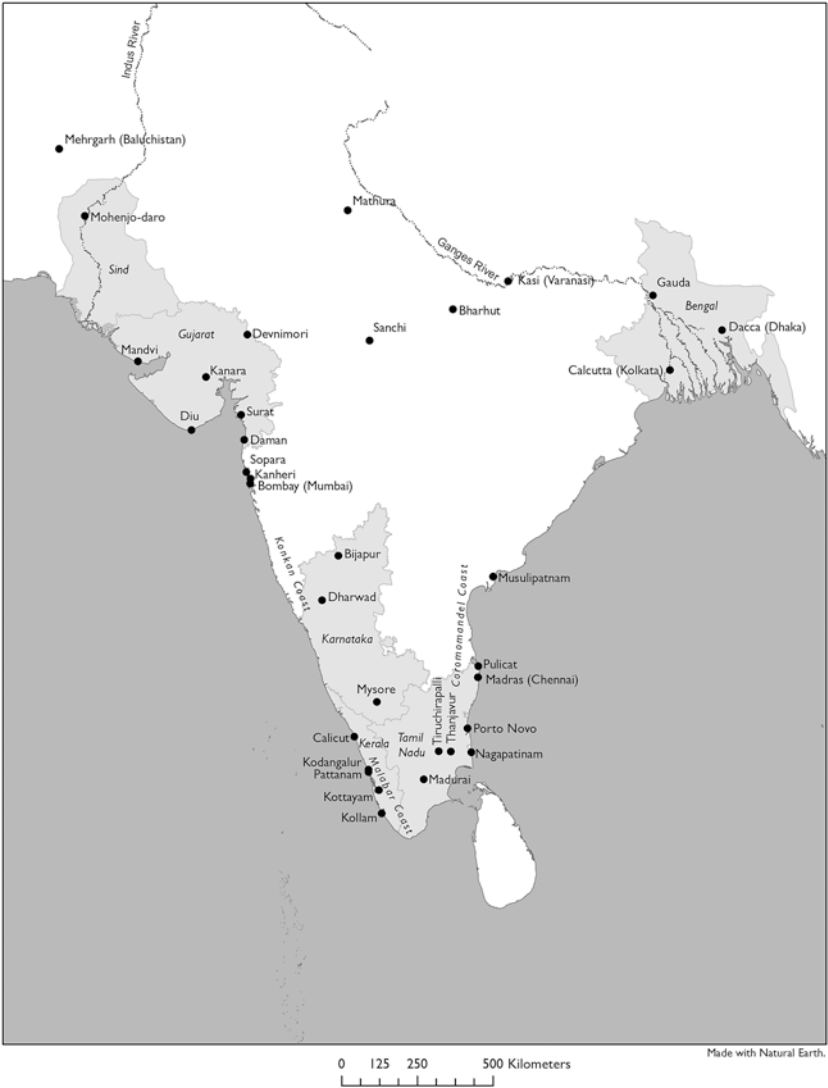 Indus River
Mehrgarh (Baluchistan)
Mathura
Mohenjo-daro
Ganges River
Sind
Kasi (Varanasi)
Gauda
Bengal
Bharhut
Gujarat
Devnimori
Sanchi
Dacca (Dhaka)
Mandvi
Kanara
Calcutta (Kolkata)
Diu
Surat
Daman
Sopara
Kanheri
Bombay (Mumbai)
Konkan Coast
Bijapur
Musulipatnam
Dharwad
Coromomandel Coast
Karnataka
Pulicat
Madras (Chennai)
Mysore
Tiruchirapalli
Thanjavur
Porto Novo
Calicut
Kerala
Tamil
Nadu
Nagapatinam
Kodangalur
Pattanam
Malabar Coast
Madurai
Kottayam
Kollam
Made with Natural Earth.
0 125 250 500 Kilometers